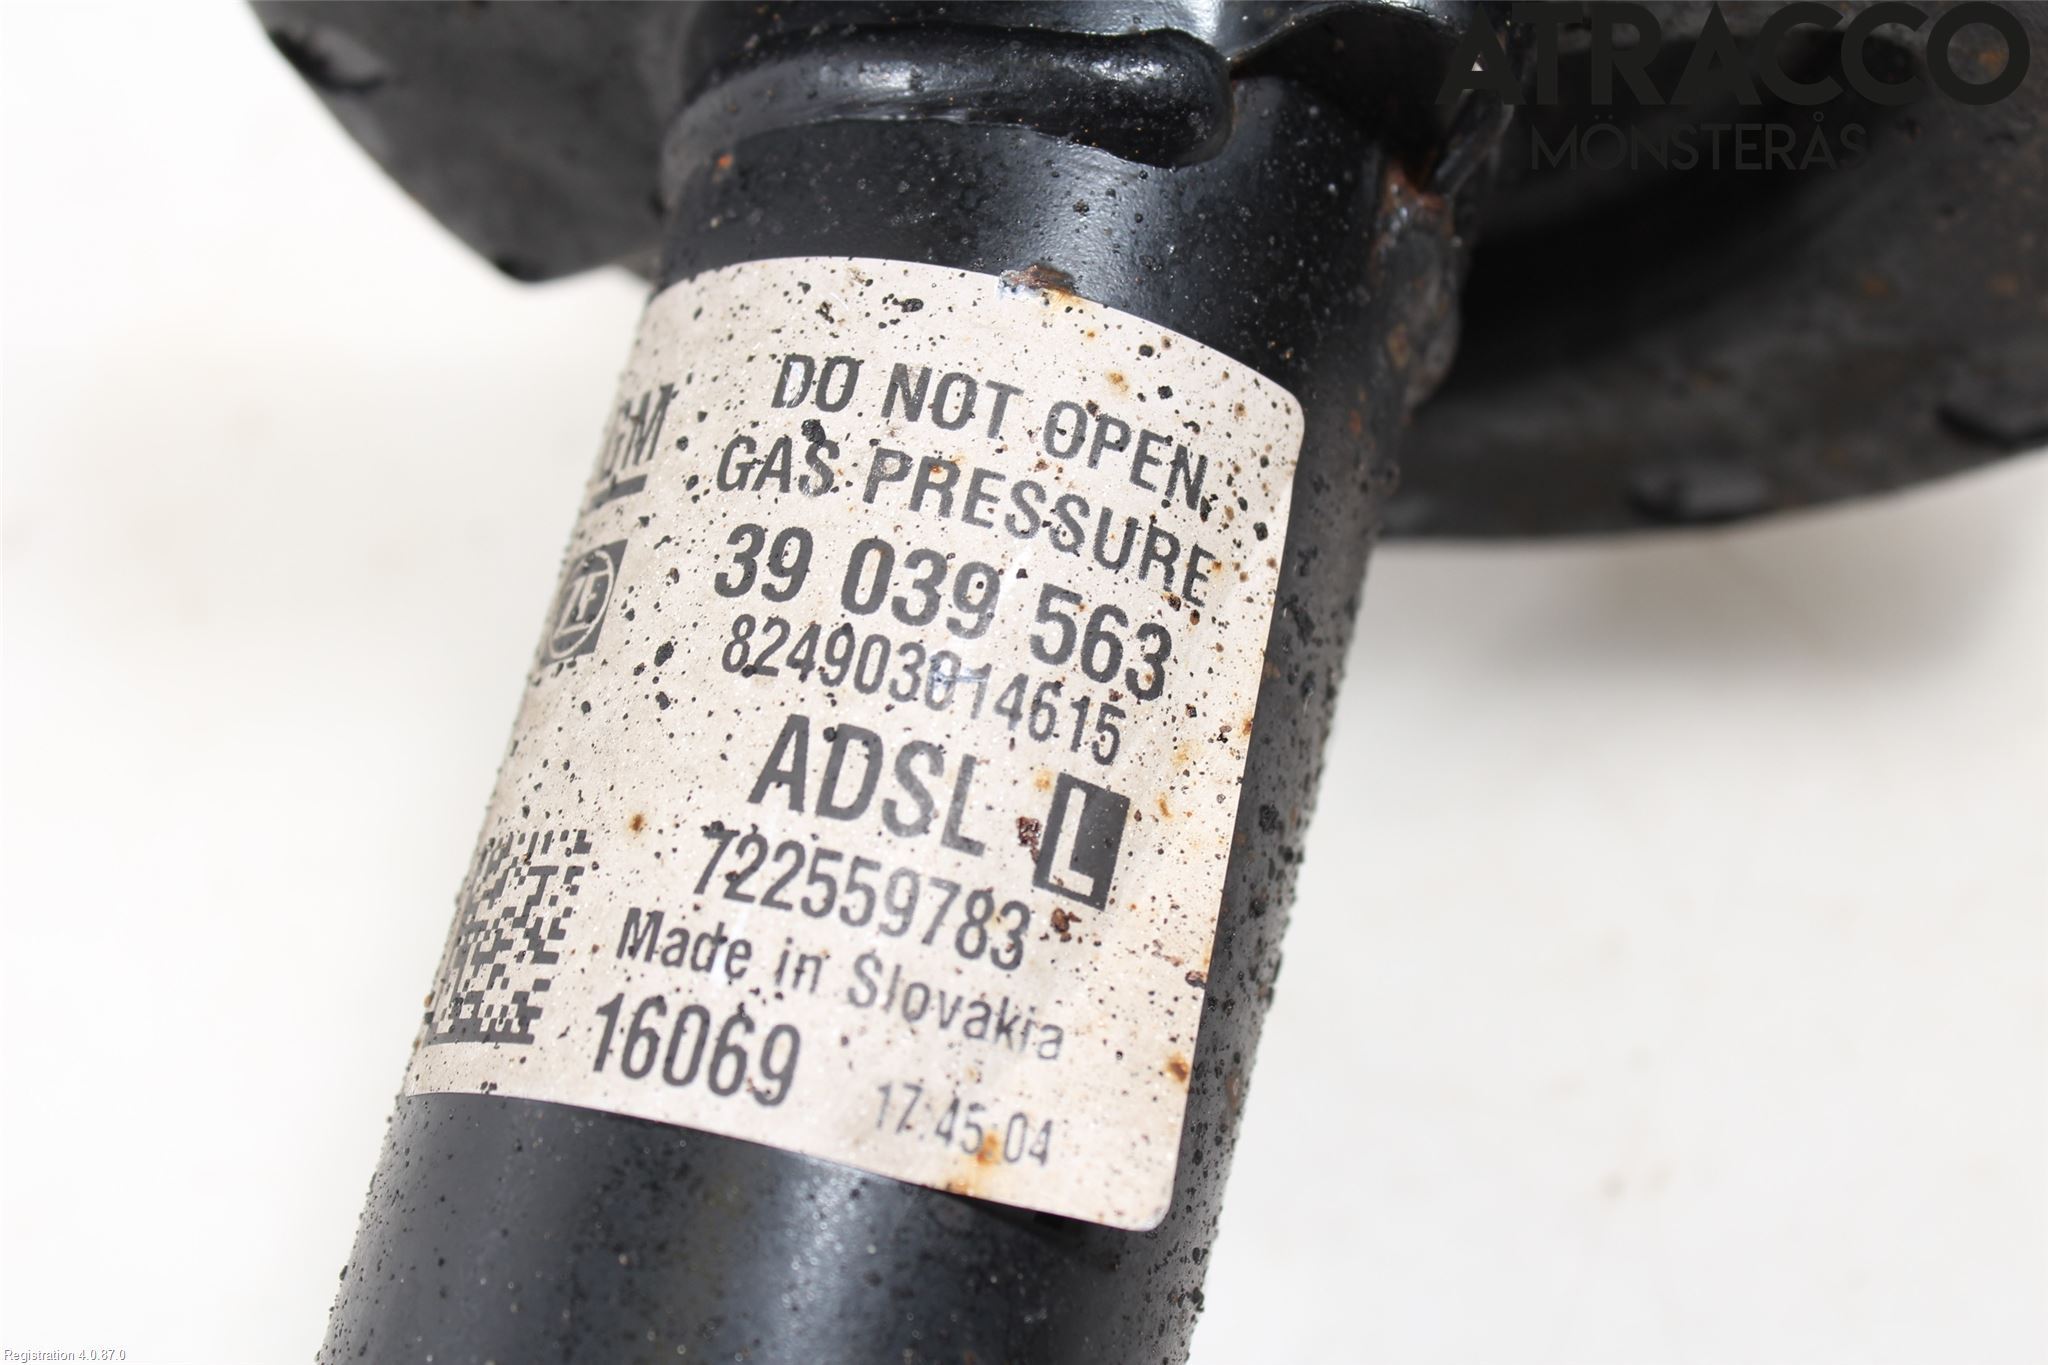 ATRACCO
MÖNSTERÅS
DO NOT OPEN,
GAS PRESSURE
39 039 563
824903014615
ADSL L
722559783
Made in Slovakia
16069 17:45:04
GM
ZF
Registration 4.0.87.0